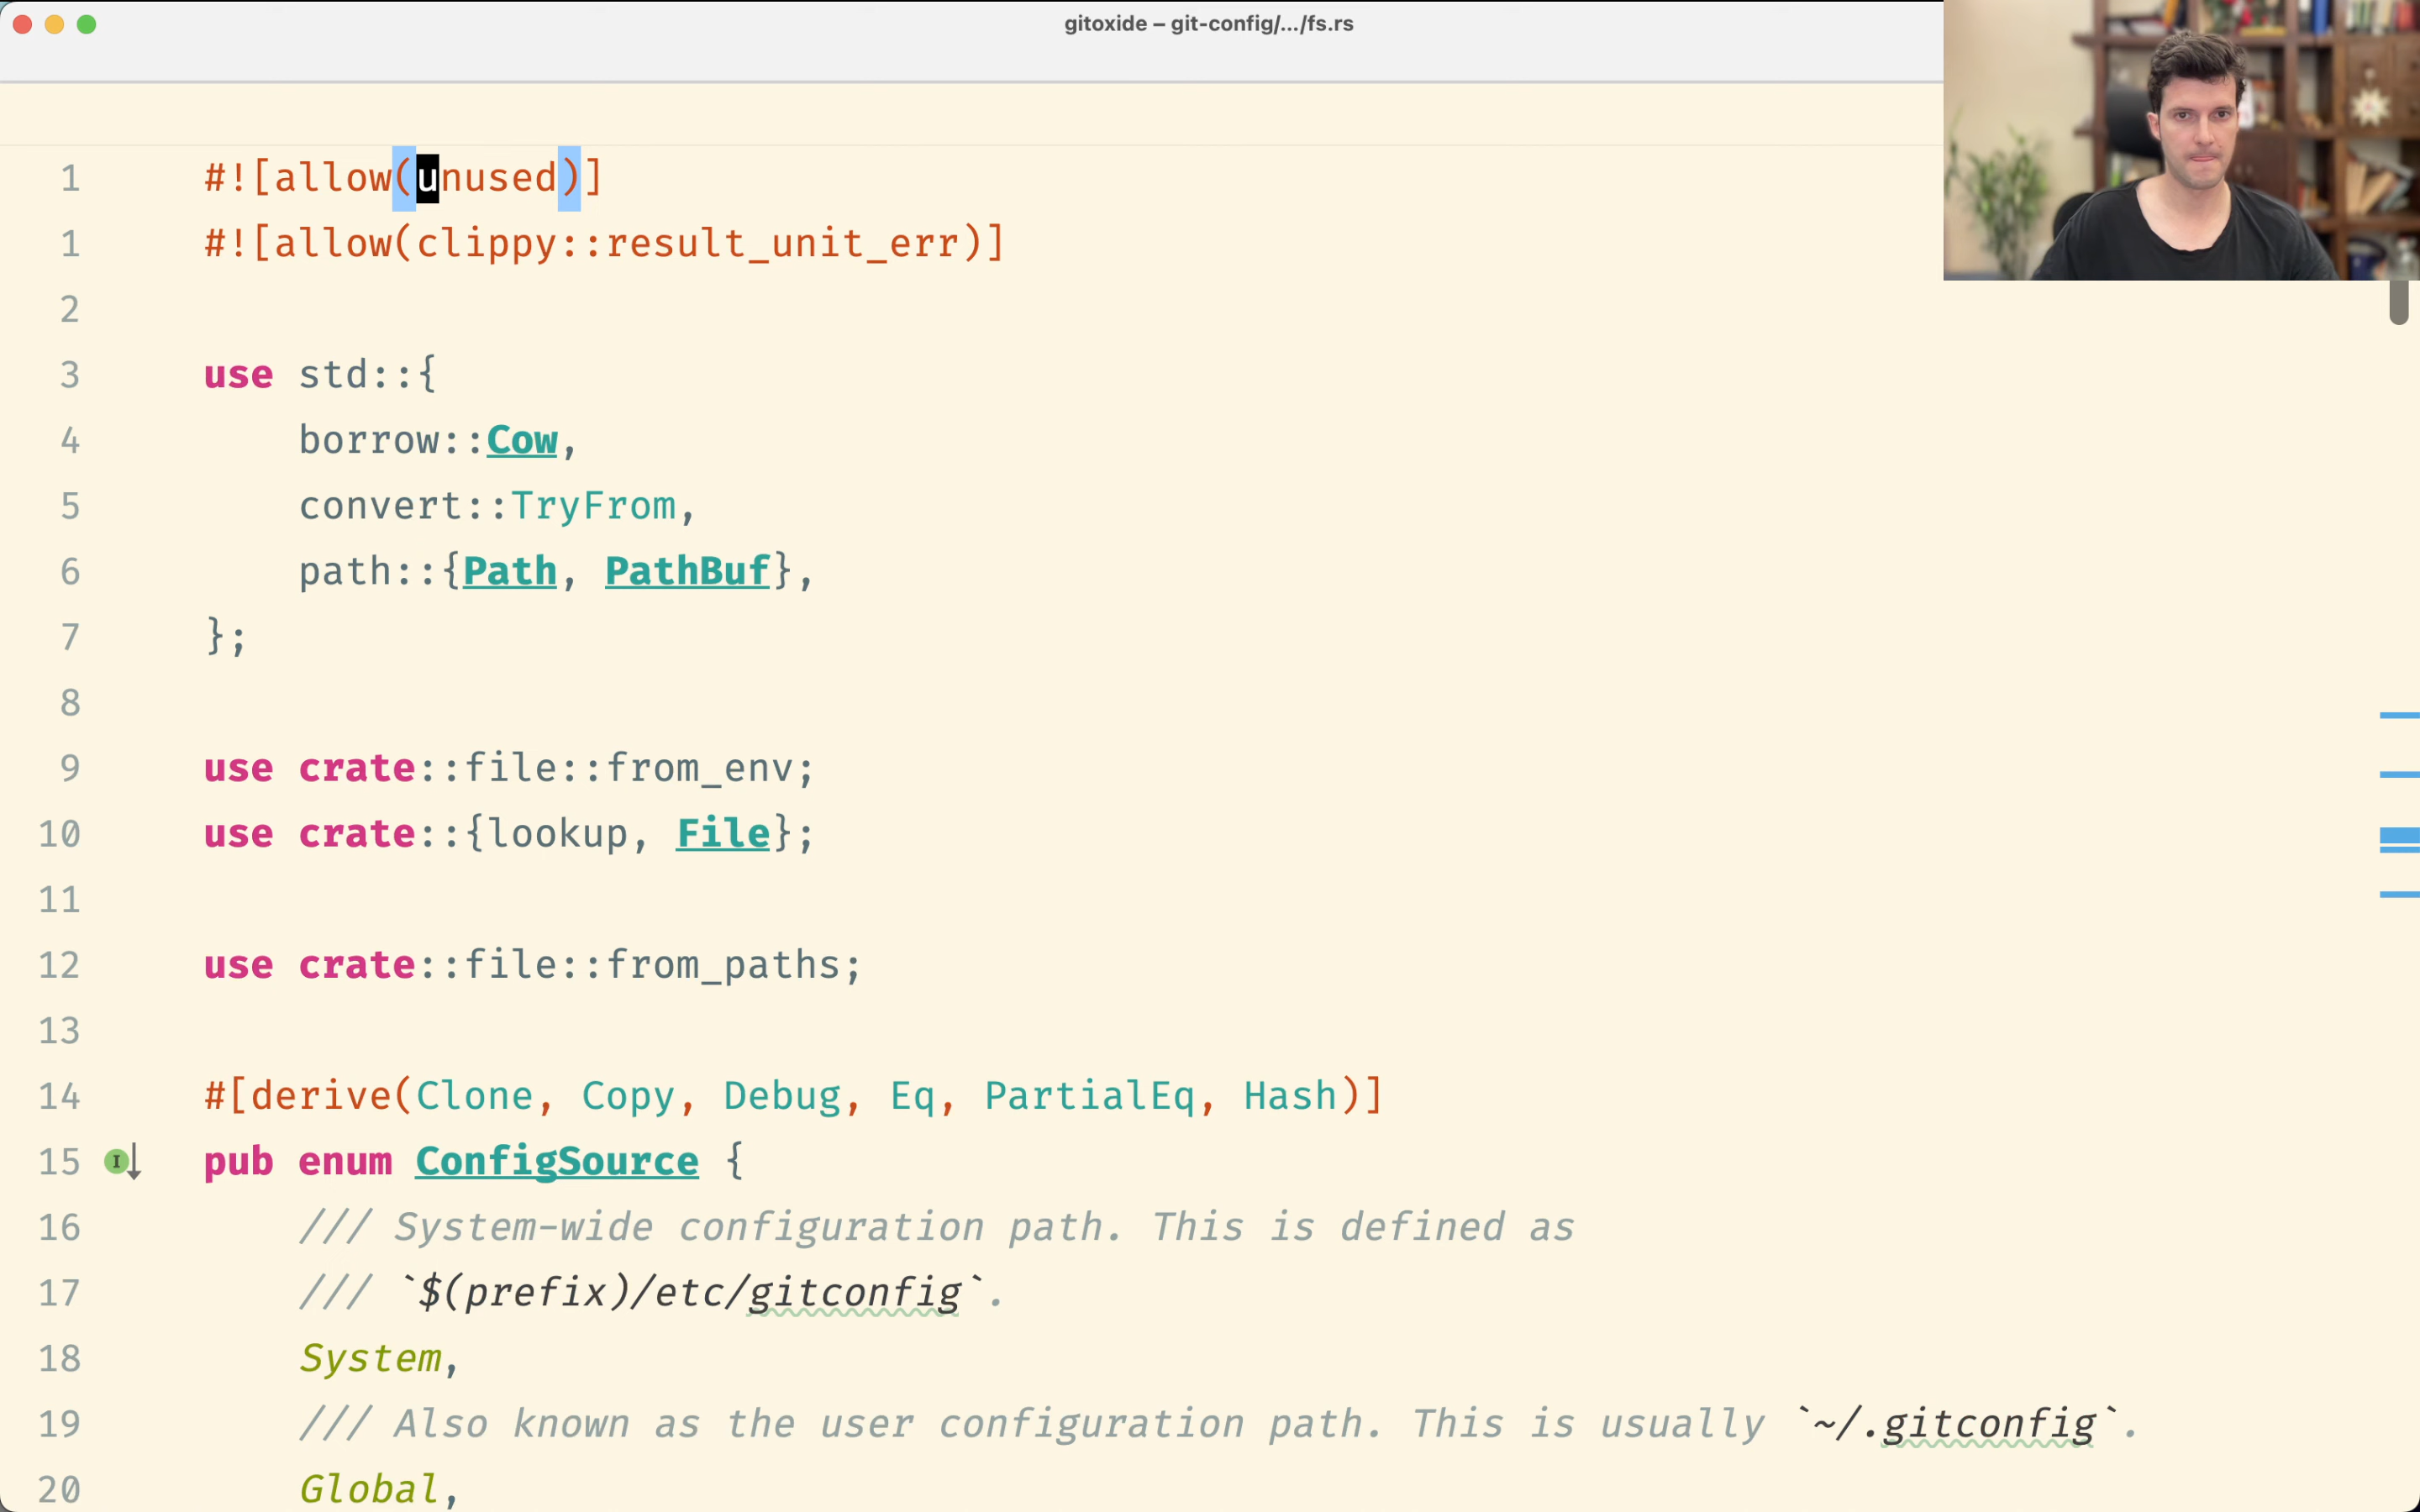 gitoxide – git-config/.../fs.rs
1 #![allow(unused)]
1 #![allow(clippy::result_unit_err)]
2
3 use std::{
4     borrow::Cow,
5     convert::TryFrom,
6     path::{Path, PathBuf},
7 };
8
9 use crate::file::from_env;
10 use crate::{lookup, File};
11
12 use crate::file::from_paths;
13
14 #[derive(Clone, Copy, Debug, Eq, PartialEq, Hash)]
15 I pub enum ConfigSource {
16     /// System-wide configuration path. This is defined as
17     /// `$(prefix)/etc/gitconfig`.
18     System,
19     /// Also known as the user configuration path. This is usually `~/.gitconfig`.
20     Global,